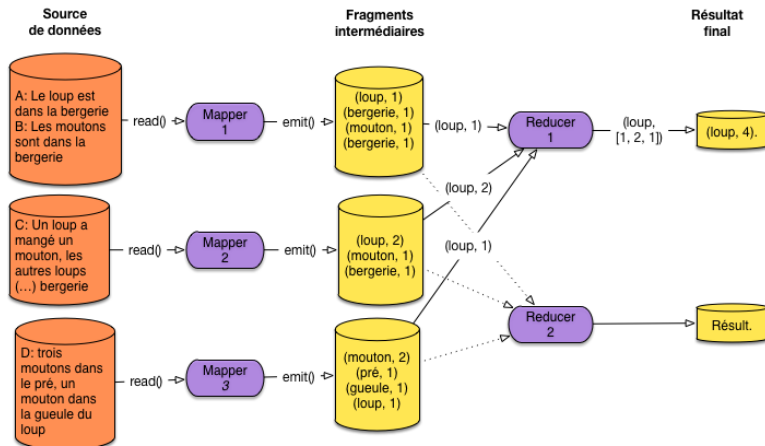 Source
de données
Fragments
intermédiaires
Résultat
final
A: Le loup est
dans la bergerie
B: Les moutons
sont dans la
bergerie
read()
Mapper
1
emit()
(loup, 1)
(bergerie, 1)
(mouton, 1)
(bergerie, 1)
(loup, 1)
Reducer
1
(loup,
[1, 2, 1])
(loup, 4).
C: Un loup a
mangé un
mouton, les
autres loups
(...) bergerie
read()
Mapper
2
emit()
(loup, 2)
(mouton, 1)
(bergerie, 1)
(loup, 2)
(loup, 1)
D: trois
moutons dans
le pré, un
mouton dans
la gueule du
loup
read()
Mapper
3
emit()
(mouton, 2)
(pré, 1)
(gueule, 1)
(loup, 1)
Reducer
2
Résult.